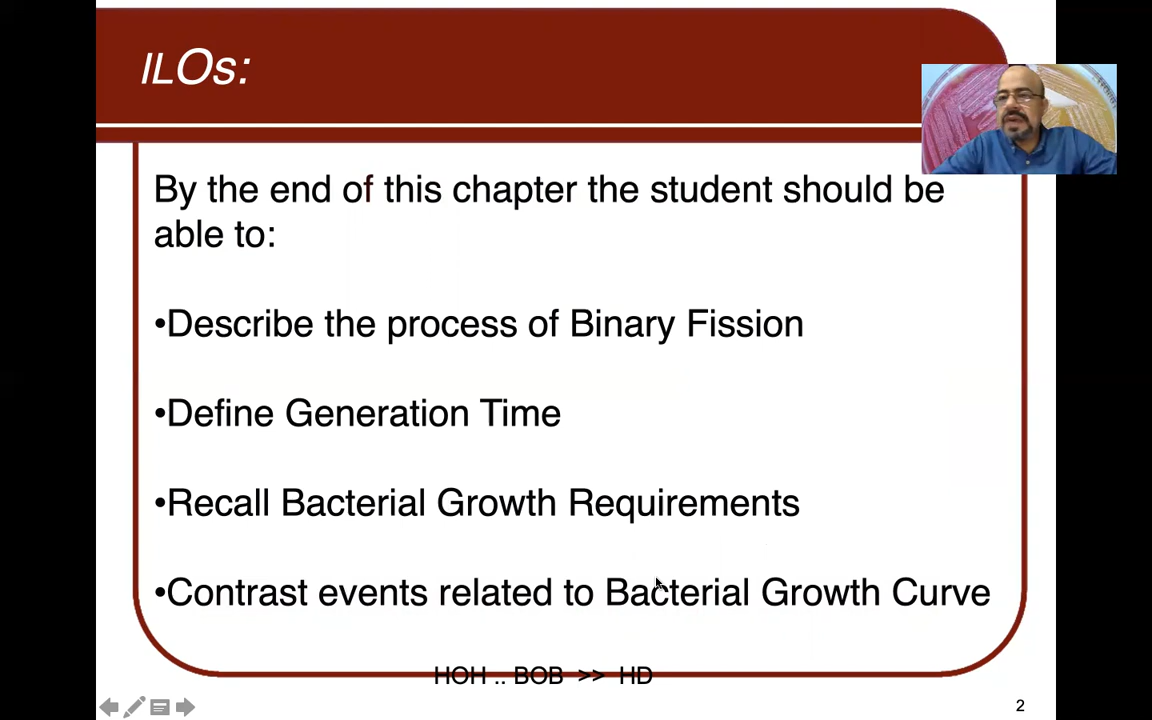 ILOs:
By the end of this chapter the student should be
able to:
•Describe the process of Binary Fission
•Define Generation Time
•Recall Bacterial Growth Requirements
•Contrast events related to Bacterial Growth Curve
HOH .. BOB >> HD
2